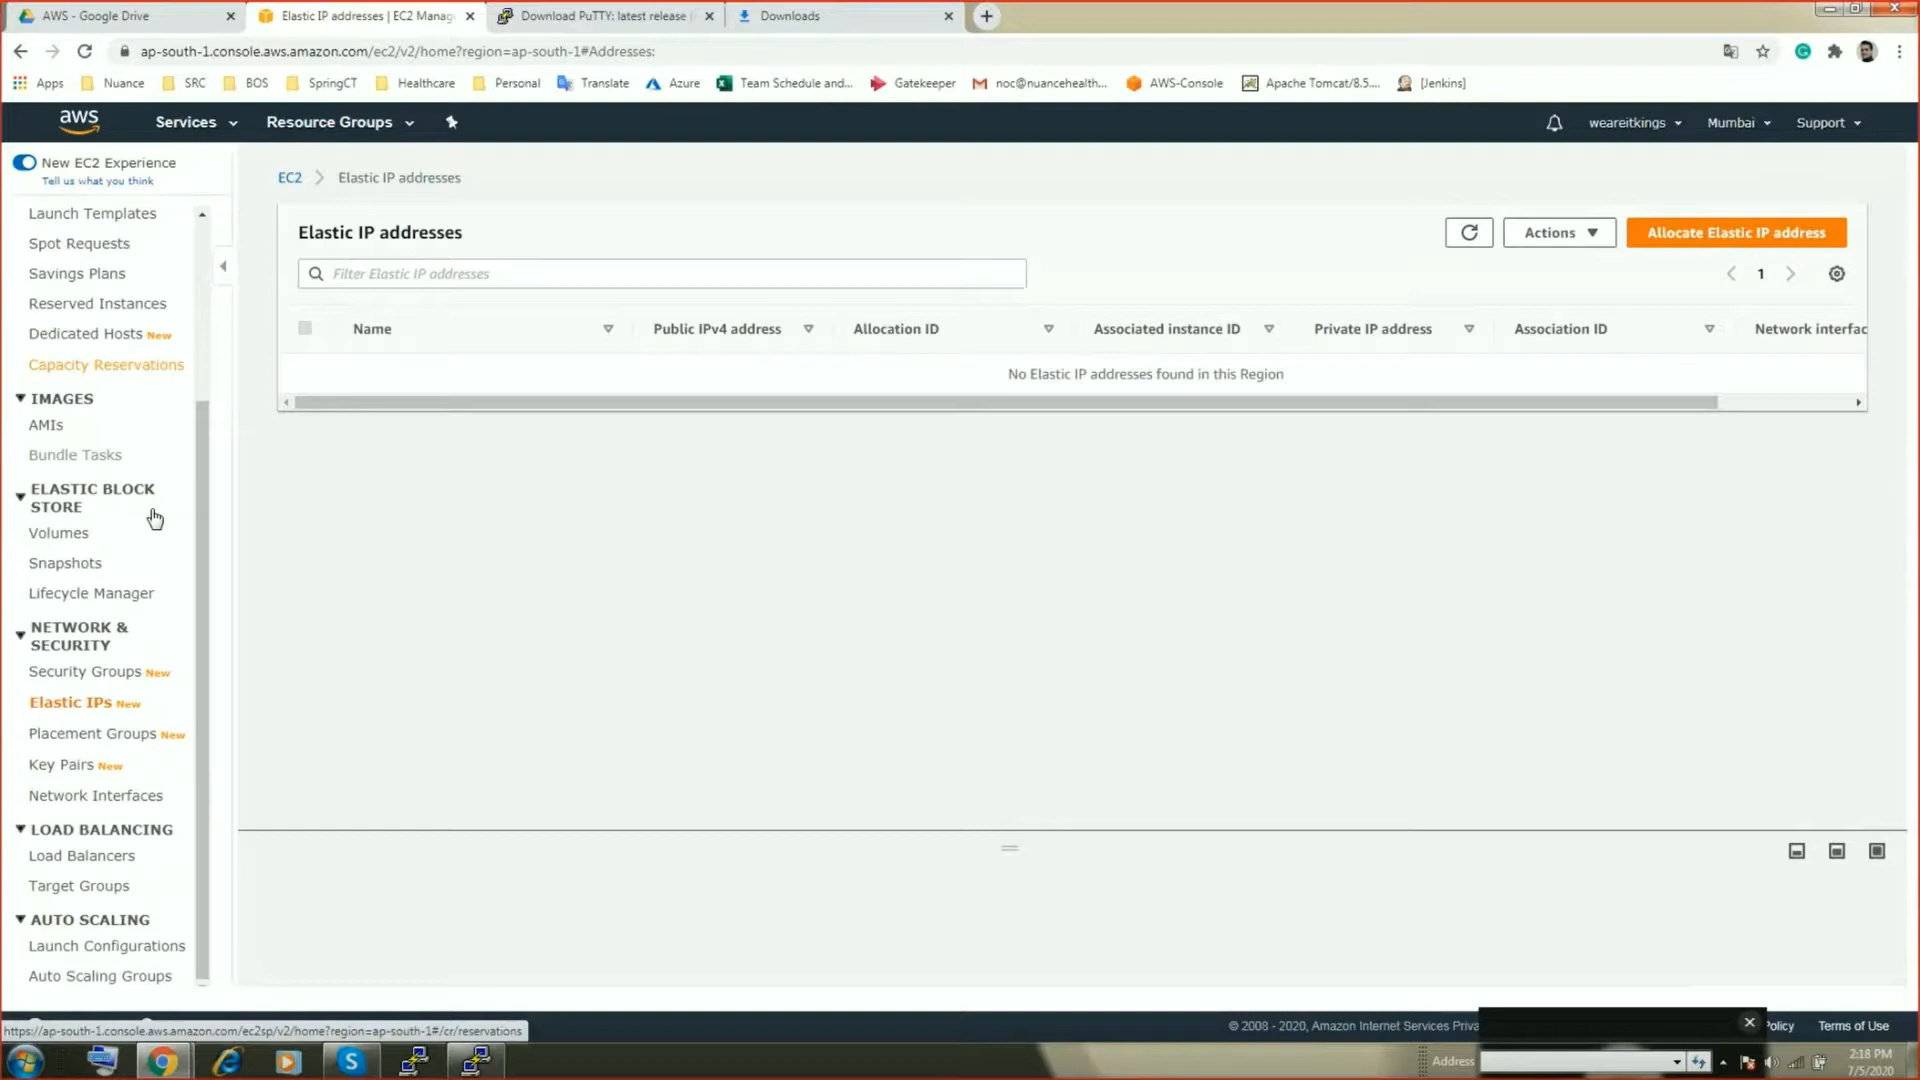 AWS - Google Drive
Elastic IP addresses | EC2 Manag
Download PuTTY: latest release (
Downloads
ap-south-1.console.aws.amazon.com/ec2/v2/home?region=ap-south-1#Addresses:
Apps Nuance SRC BOS SpringCT Healthcare Personal Translate Azure Team Schedule and... Gatekeeper noc@nuancehealth... AWS-Console Apache Tomcat/8.5.... [Jenkins]
aws Services Resource Groups weareitkings Mumbai Support
New EC2 Experience
Tell us what you think
Launch Templates
Spot Requests
Savings Plans
Reserved Instances
Dedicated Hosts New
Capacity Reservations
IMAGES
AMIs
Bundle Tasks
ELASTIC BLOCK
STORE
Volumes
Snapshots
Lifecycle Manager
NETWORK &
SECURITY
Security Groups New
Elastic IPs New
Placement Groups New
Key Pairs New
Network Interfaces
LOAD BALANCING
Load Balancers
Target Groups
AUTO SCALING
Launch Configurations
Auto Scaling Groups
EC2 > Elastic IP addresses
Elastic IP addresses
Actions
Allocate Elastic IP address
Filter Elastic IP addresses
1
Name Public IPv4 address Allocation ID Associated instance ID Private IP address Association ID Network interfac
No Elastic IP addresses found in this Region
https://ap-south-1.console.aws.amazon.com/ec2sp/v2/home?region=ap-south-1#/cr/reservations
© 2008 - 2020, Amazon Internet Services Priva
Policy Terms of Use
Address
2:18 PM
7/5/2020